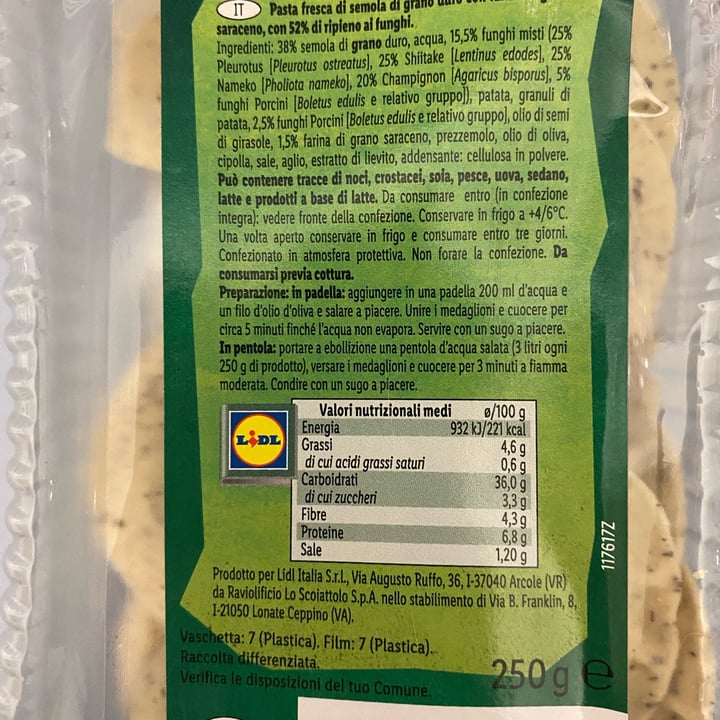 IT Pasta fresca di semola di grano duro con
saraceno, con 52% di ripieno ai funghi.
Ingredienti: 38% semola di grano duro, acqua, 15,5% funghi misti (25%
Pleurotus [Pleurotus ostreatus], 25% Shiitake [Lentinus edodes], 25%
Nameko [Pholiota nameko], 20% Champignon [Agaricus bisporus], 5%
funghi Porcini [Boletus edulis e relativo gruppo]), patata, granuli di
patata, 2,5% funghi Porcini [Boletus edulis e relativo gruppo], olio di semi
di girasole, 1,5% farina di grano saraceno, prezzemolo, olio di oliva,
cipolla, sale, aglio, estratto di lievito, addensante: cellulosa in polvere.
Può contenere tracce di noci, crostacei, soia, pesce, uova, sedano,
latte e prodotti a base di latte. Da consumare entro (in confezione
integra): vedere fronte della confezione. Conservare in frigo a +4/6°C.
Una volta aperto conservare in frigo e consumare entro tre giorni.
Confezionato in atmosfera protettiva. Non forare la confezione. Da
consumarsi previa cottura.
Preparazione: in padella: aggiungere in una padella 200 ml d'acqua e
un filo d'olio d'oliva e salare a piacere. Unire i medaglioni e cuocere per
circa 5 minuti finché l'acqua non evapora. Servire con un sugo a piacere.
In pentola: portare a ebollizione una pentola d'acqua salata (3 litri ogni
250 g di prodotto), versare i medaglioni e cuocere per 3 minuti a fiamma
moderata. Condire con un sugo a piacere.
LIDL
Valori nutrizionali medi ø/100 g
Energia 932 kJ/221 kcal
Grassi 4,6 g
di cui acidi grassi saturi 0,6 g
Carboidrati 36,0 g
di cui zuccheri 3,3 g
Fibre 4,3 g
Proteine 6,8 g
Sale 1,20 g
117617Z
Prodotto per Lidl Italia S.r.l., Via Augusto Ruffo, 36, I-37040 Arcole (VR)
da Raviolificio Lo Scoiattolo S.p.A. nello stabilimento di Via B. Franklin, 8,
I-21050 Lonate Ceppino (VA).
Vaschetta: 7 (Plastica). Film: 7 (Plastica).
Raccolta differenziata.
Verifica le disposizioni del tuo Comune.
250 g e